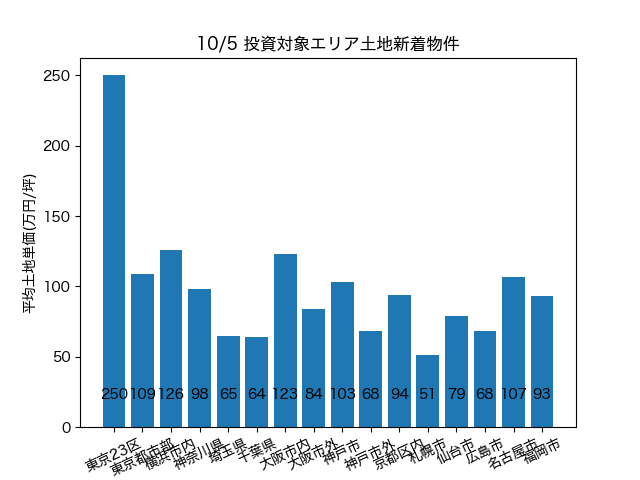 10/5 投資対象エリア土地新着物件
平均土地単価(万円/坪)
250
200
150
100
50
0
250 109 126 98 65 64 123 84 103 68 94 51 79 68 107 93
東京23区
東京都市部
横浜市内
神奈川県
埼玉県
千葉県
大阪市内
大阪市外
神戸市
神戸市外
京都区内
札幌市
仙台市
広島市
名古屋市
福岡市